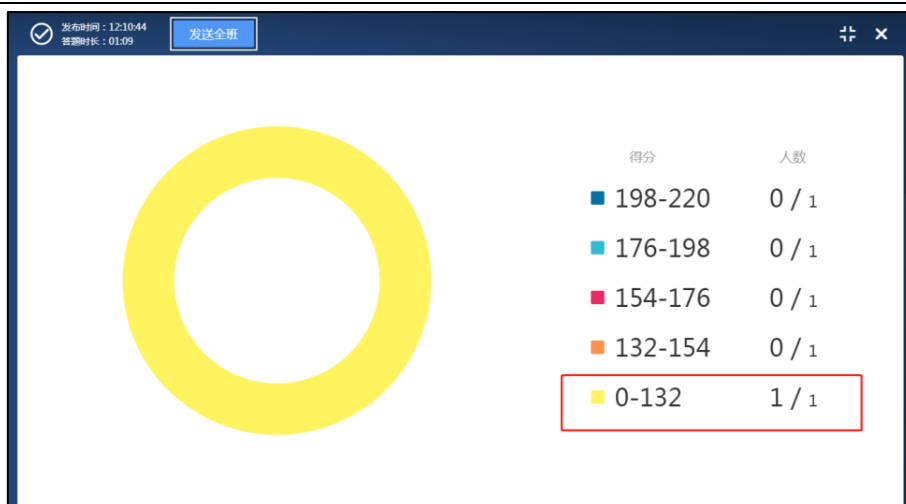 发布时间：12:10:44
答题时长：01:09
发送全班
得分 人数
198-220 0 / 1
176-198 0 / 1
154-176 0 / 1
132-154 0 / 1
0-132 1 / 1